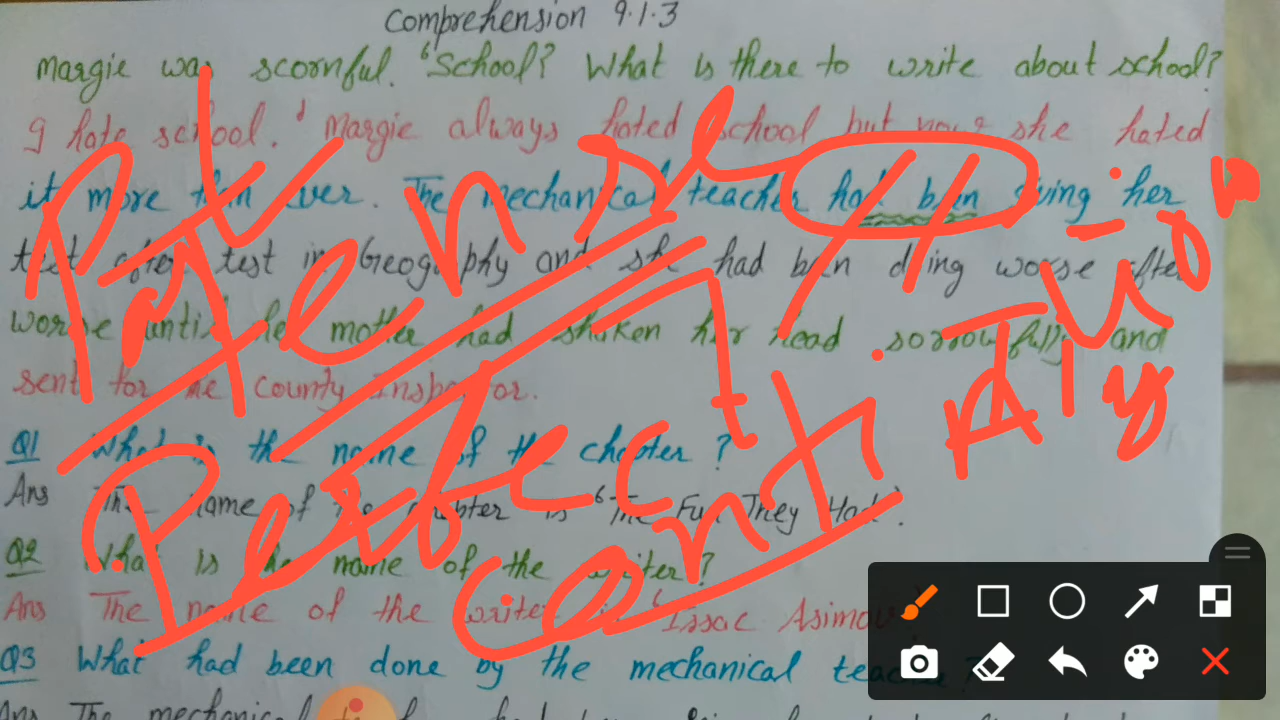 Comprehension 9.1.3
Margie was scornful. "School? What is there to write about school?
I hate school." Margie always hated school but now she hated
it more than ever. The mechanical teacher had been giving her
test after test in Geography and she had been doing worse after
worse until her mother had shaken her head sorrowfully and
sent for the County Inspector.
Q1 What is the name of the chapter?
Ans The name of the chapter is "The Fun They Had".
Q2 What is the name of the writer?
Ans The name of the writer is "Issac Asimov"
Q3 What had been done by the mechanical teacher?
Ans The mechanical
Past
tense
Perfect
Conti